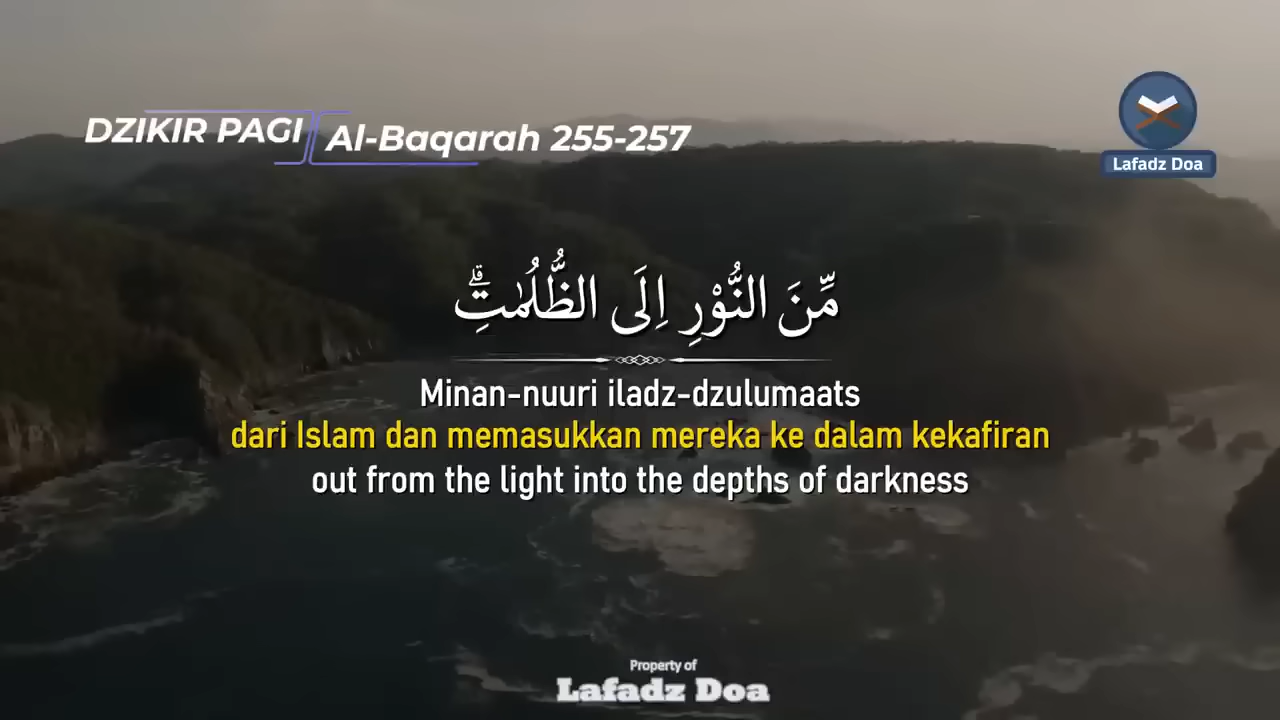 DZIKIR PAGI
Al-Baqarah 255-257
Lafadz Doa
مِّنَ النُّوْرِ اِلَى الظُّلُمٰتِۗ
Minan-nuuri iladz-dzulumaats
dari Islam dan memasukkan mereka ke dalam kekafiran
out from the light into the depths of darkness
Property of
Lafadz Doa